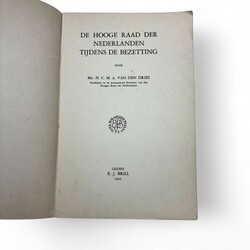 DE HOOGE RAAD DER
NEDERLANDEN
TIJDENS DE BEZETTING
DOOR
Mr. N. C. M. A. VAN DEN DRIES
LEIDEN
E. J. BRILL